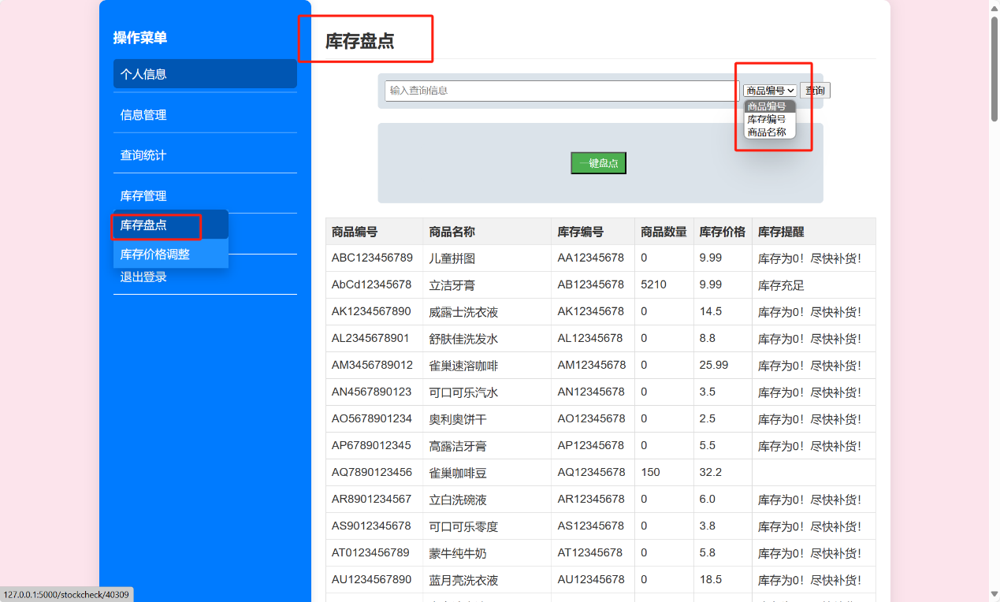 操作菜单
个人信息
信息管理
查询统计
库存管理
库存盘点
库存价格调整
退出登录
库存盘点
输入查询信息 商品编号 查询
商品编号
库存编号
商品名称
一键盘点
商品编号 商品名称 库存编号 商品数量 库存价格 库存提醒
ABC123456789 儿童拼图 AA12345678 0 9.99 库存为0！尽快补货！
AbCd12345678 立洁牙膏 AB12345678 5210 9.99 库存充足
AK1234567890 威露士洗衣液 AK12345678 0 14.5 库存为0！尽快补货！
AL2345678901 舒肤佳洗发水 AL12345678 0 8.8 库存为0！尽快补货！
AM3456789012 雀巢速溶咖啡 AM12345678 0 25.99 库存为0！尽快补货！
AN4567890123 可口可乐汽水 AN12345678 0 3.5 库存为0！尽快补货！
AO5678901234 奥利奥饼干 AO12345678 0 2.5 库存为0！尽快补货！
AP6789012345 高露洁牙膏 AP12345678 0 5.5 库存为0！尽快补货！
AQ7890123456 雀巢咖啡豆 AQ12345678 150 32.2
AR8901234567 立白洗碗液 AR12345678 0 6.0 库存为0！尽快补货！
AS9012345678 可口可乐零度 AS12345678 0 3.8 库存为0！尽快补货！
AT0123456789 蒙牛纯牛奶 AT12345678 0 5.8 库存为0！尽快补货！
AU1234567890 蓝月亮洗衣液 AU12345678 0 18.5 库存为0！尽快补货！
127.0.0.1:5000/stockcheck/40309